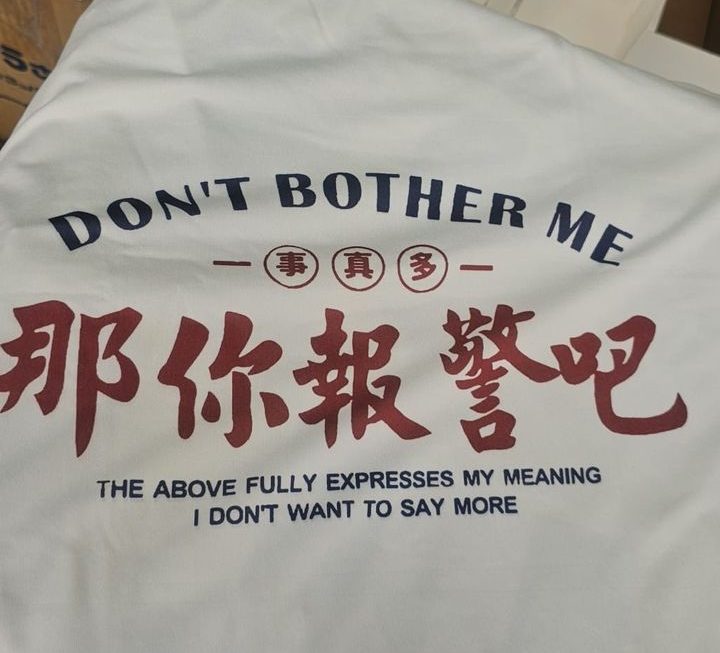 DON'T BOTHER ME
事真多
那你報警吧
THE ABOVE FULLY EXPRESSES MY MEANING
I DON'T WANT TO SAY MORE